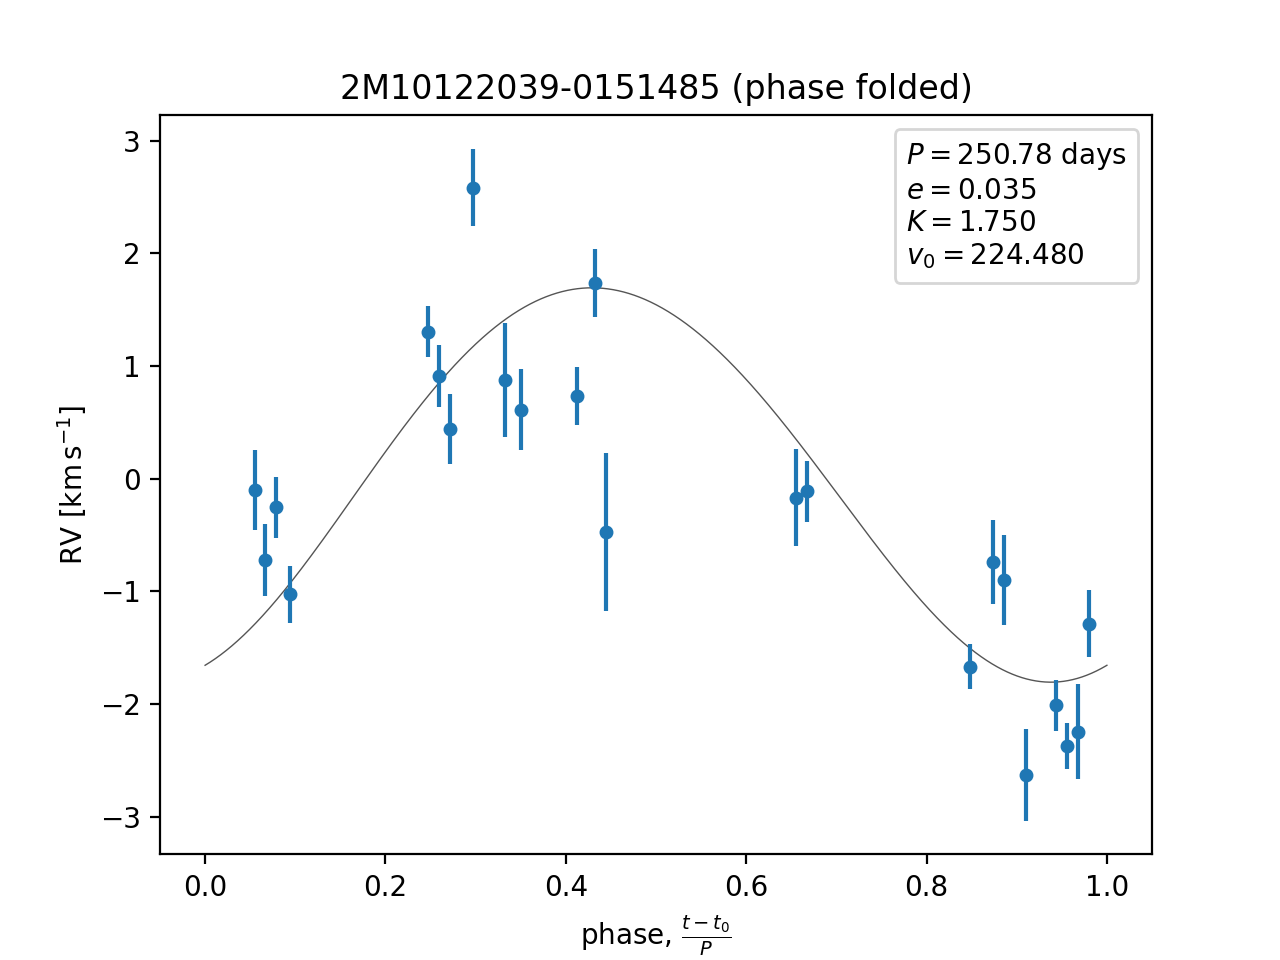 2M10122039-0151485 (phase folded)
P = 250.78 days
e = 0.035
K = 1.750
v₀ = 224.480
RV [km s⁻¹]
3
2
1
0
−1
−2
−3
0.0 0.2 0.4 0.6 0.8 1.0
phase, (t − t₀)/P